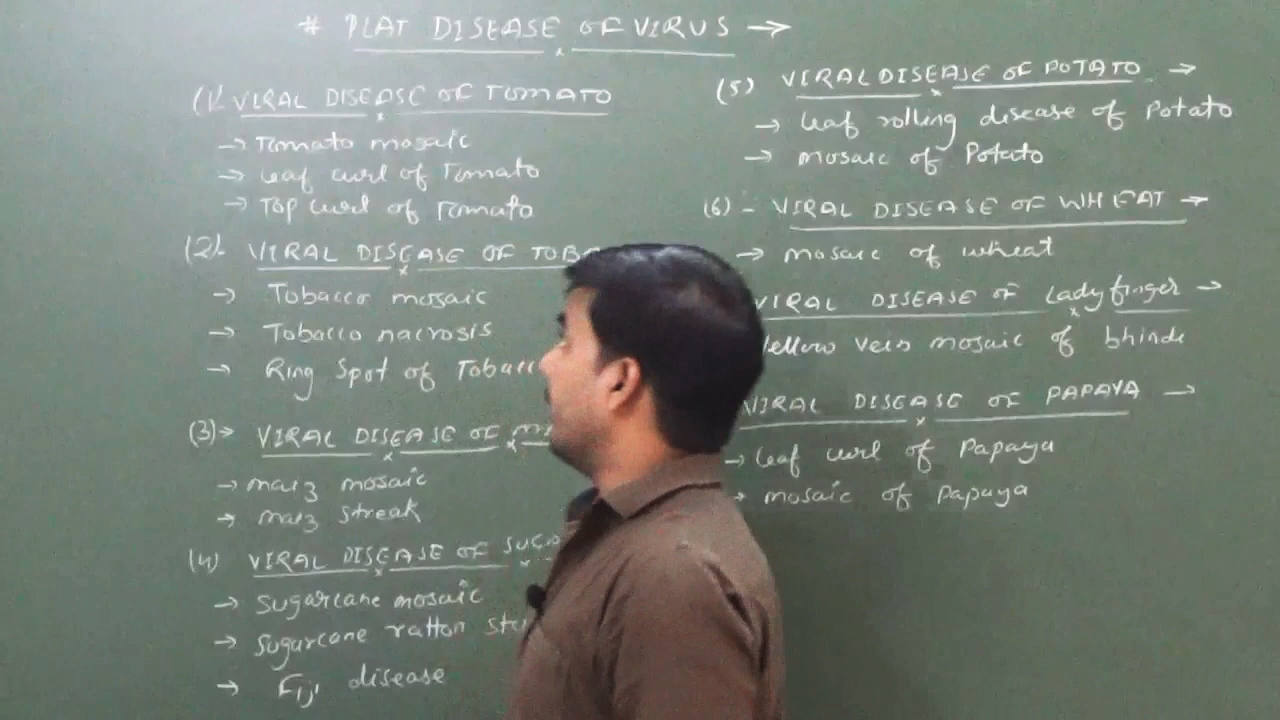 # PLAT DISEASE OF VIRUS →
(1). VIRAL DISEASE OF TOMATO
→ Tomato mosaic
→ Leaf curl of Tomato
→ Top curl of Tomato
(2). VIRAL DISEASE OF TOB
→ Tobacco mosaic
→ Tobacco nacrosis
→ Ring Spot of Tobacc
(3) → VIRAL DISEASE OF
→ maiz mosaic
→ maiz streak
(4) VIRAL DISEASE OF SUGA
→ Sugarcane mosaic
→ Sugarcane ratton stu
→ Fiji disease
(5) VIRAL DISEASE OF POTATO →
→ Leaf rolling disease of Potato
→ mosaic of Potato
(6) - VIRAL DISEASE OF WHEAT →
→ mosaic of wheat
VIRAL DISEASE OF Lady finger →
Yellow vein mosaic of bhindi
VIRAL DISEASE OF PAPAYA →
→ Leaf curl of Papaya
→ mosaic of Papaya